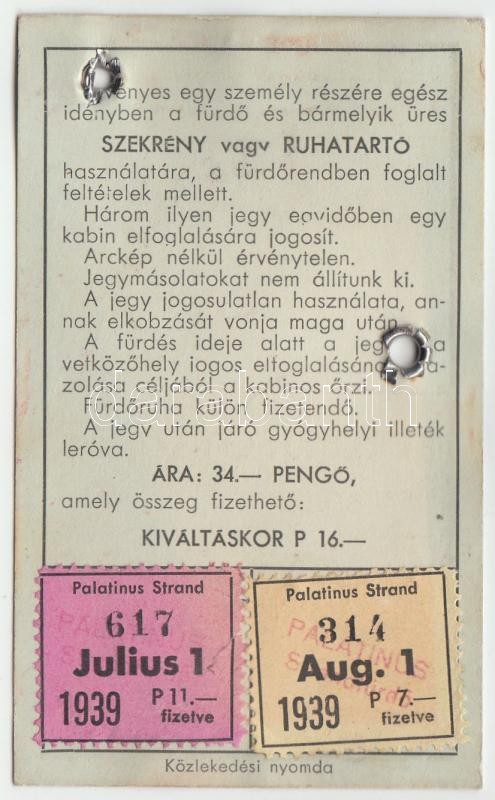 vényes egy személy részére egész
idényben a fürdő és bármelyik üres
SZEKRÉNY vagy RUHATARTÓ
használatára, a fürdőrendben foglalt
feltételek mellett.
Három ilyen jegy egyidőben egy
kabin elfoglalására jogosít.
Arckép nélkül érvénytelen.
Jegymásolatokat nem állítunk ki.
A jegy jogosulatlan használata, an-
nak elkobzását vonja maga után.
A fürdés ideje alatt a jegy a
vetkőzőhely jogos elfoglalásán a-
zolása céljából a kabinos őrzi.
Fürdőruha külön fizetendő.
A jegy után járó gyógyhelyi illeték
leróva.
ÁRA: 34.— PENGŐ,
amely összeg fizethető:
KIVÁLTÁSKOR P 16.—
Palatinus Strand
617
Julius 1
1939 P 11.—
fizetve
Palatinus Strand
314
PALATINUS
Aug. 1
1939 P 7.—
fizetve
Közlekedési nyomda
darabanth